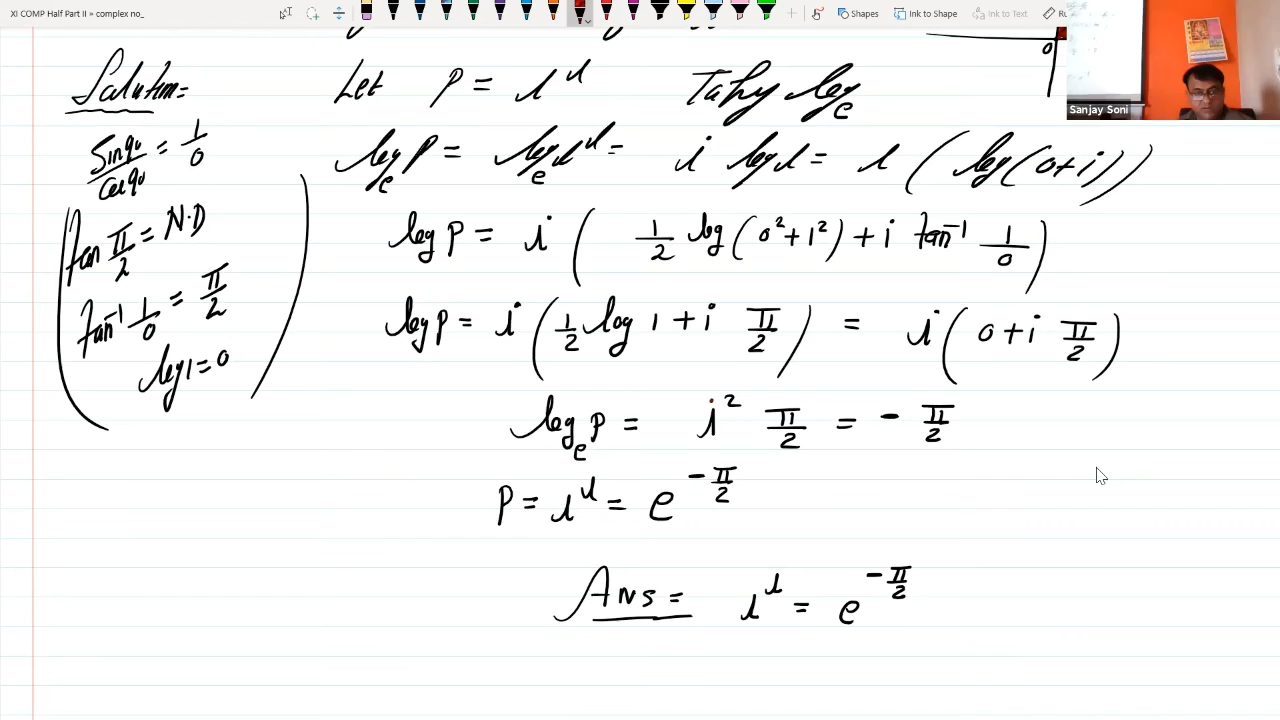 XI COMP Half Part II » complex no_
Shapes Ink to Shape Ink to Text
0
Sanjay Soni
Solution= Let P = i^i Taking log_e
sin90/cos90 = 1/0
log_e P = log_e i^i = i log i = i (log(0+i))
tan π/2 = N.D
log P = i (1/2 log(0²+1²) + i tan⁻¹ 1/0)
tan⁻¹ 1/0 = π/2
log P = i (1/2 log 1 + i π/2) = i (0 + i π/2)
log 1 = 0
log_e P = i² π/2 = - π/2
P = i^i = e^(-π/2)
Ans = i^i = e^(-π/2)